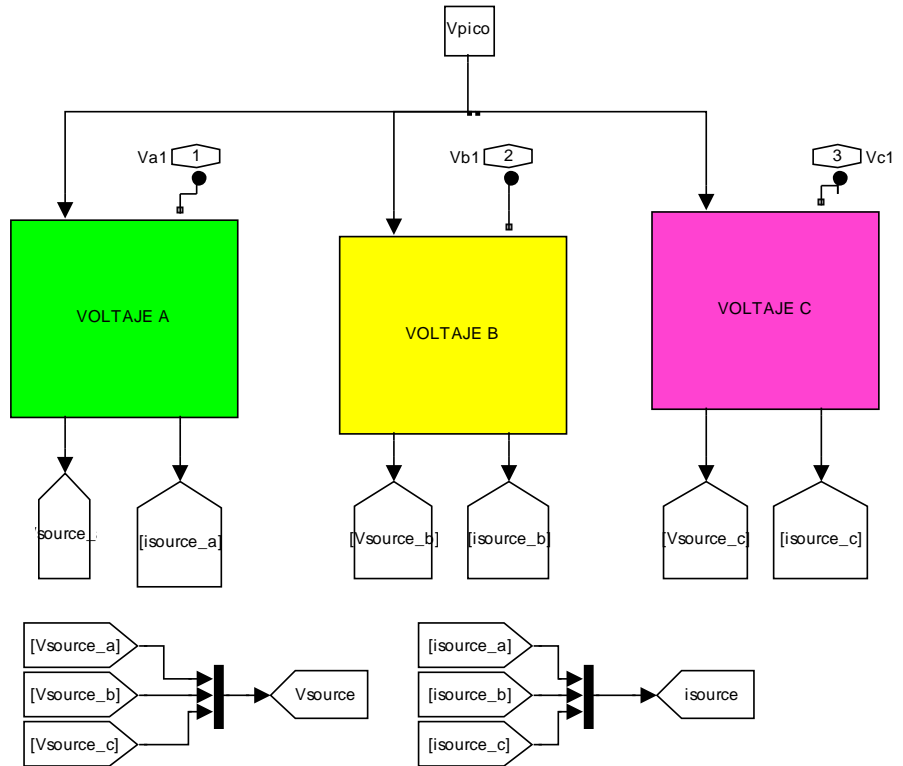 Vpico
Va1
1
Vb1
2
3
Vc1
VOLTAJE A
VOLTAJE B
VOLTAJE C
[isource_a]
[Vsource_b]
[isource_b]
[Vsource_c]
[isource_c]
[Vsource_a]
[Vsource_b]
[Vsource_c]
Vsource
[isource_a]
[isource_b]
[isource_c]
isource